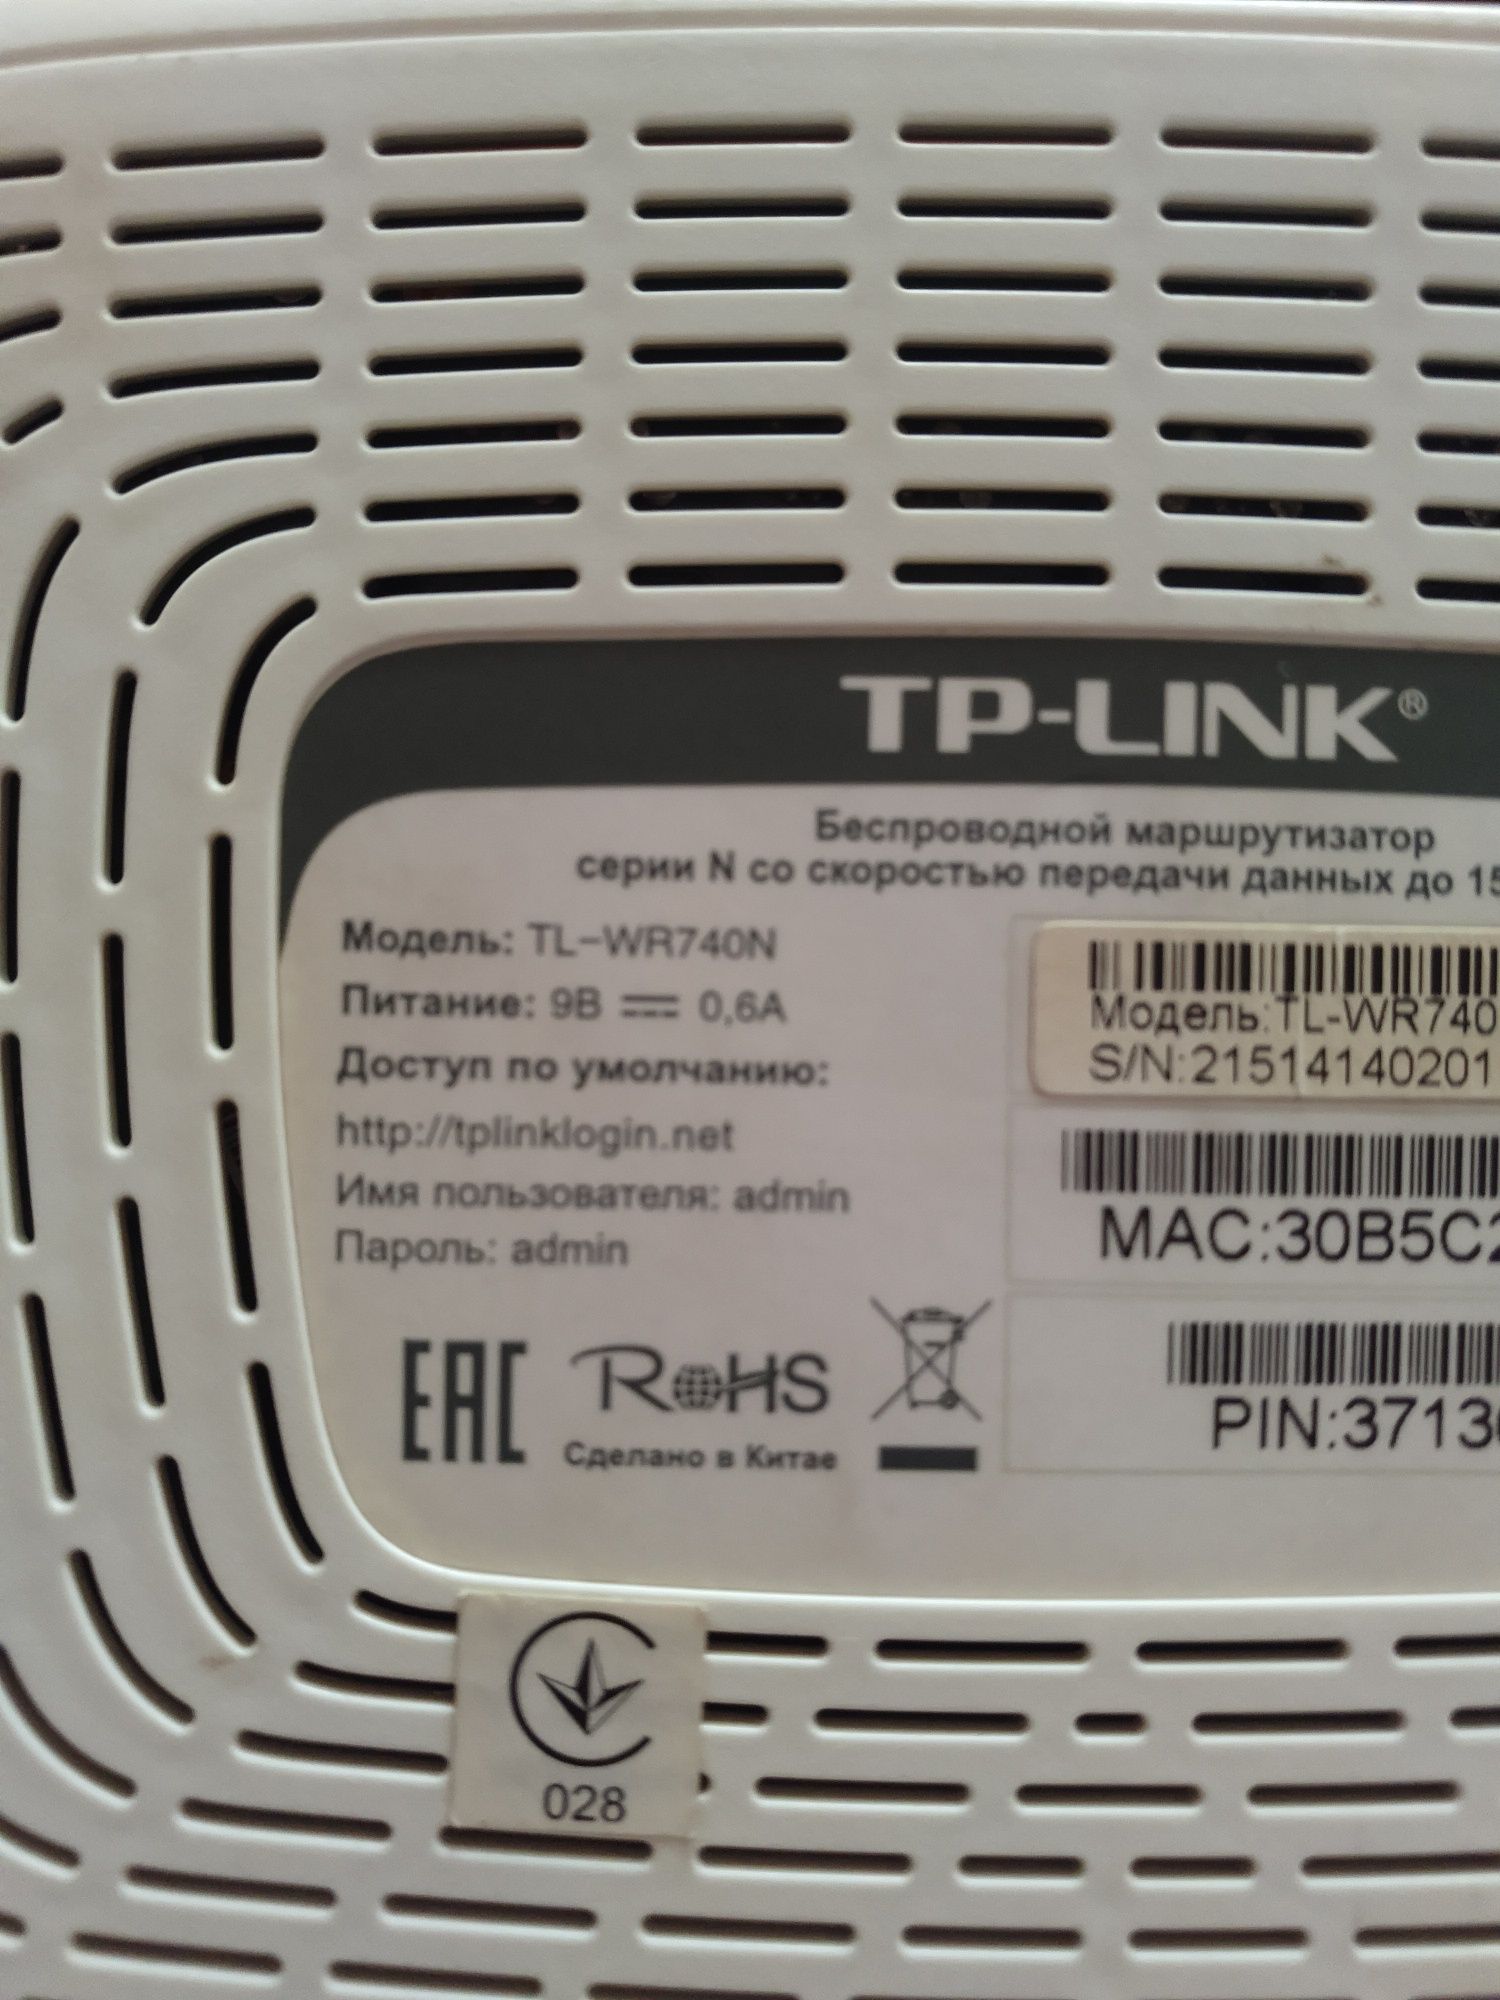 TP-LINK®
Беспроводной маршрутизатор
серии N со скоростью передачи данных до 15
Модель: TL-WR740N
Питание: 9В 0,6А
Доступ по умолчанию:
http://tplinklogin.net
Имя пользователя: admin
Пароль: admin
EAC
RoHS
Сделано в Китае
Модель:TL-WR740
S/N:21514140201
MAC:30B5C2
PIN:3713
028